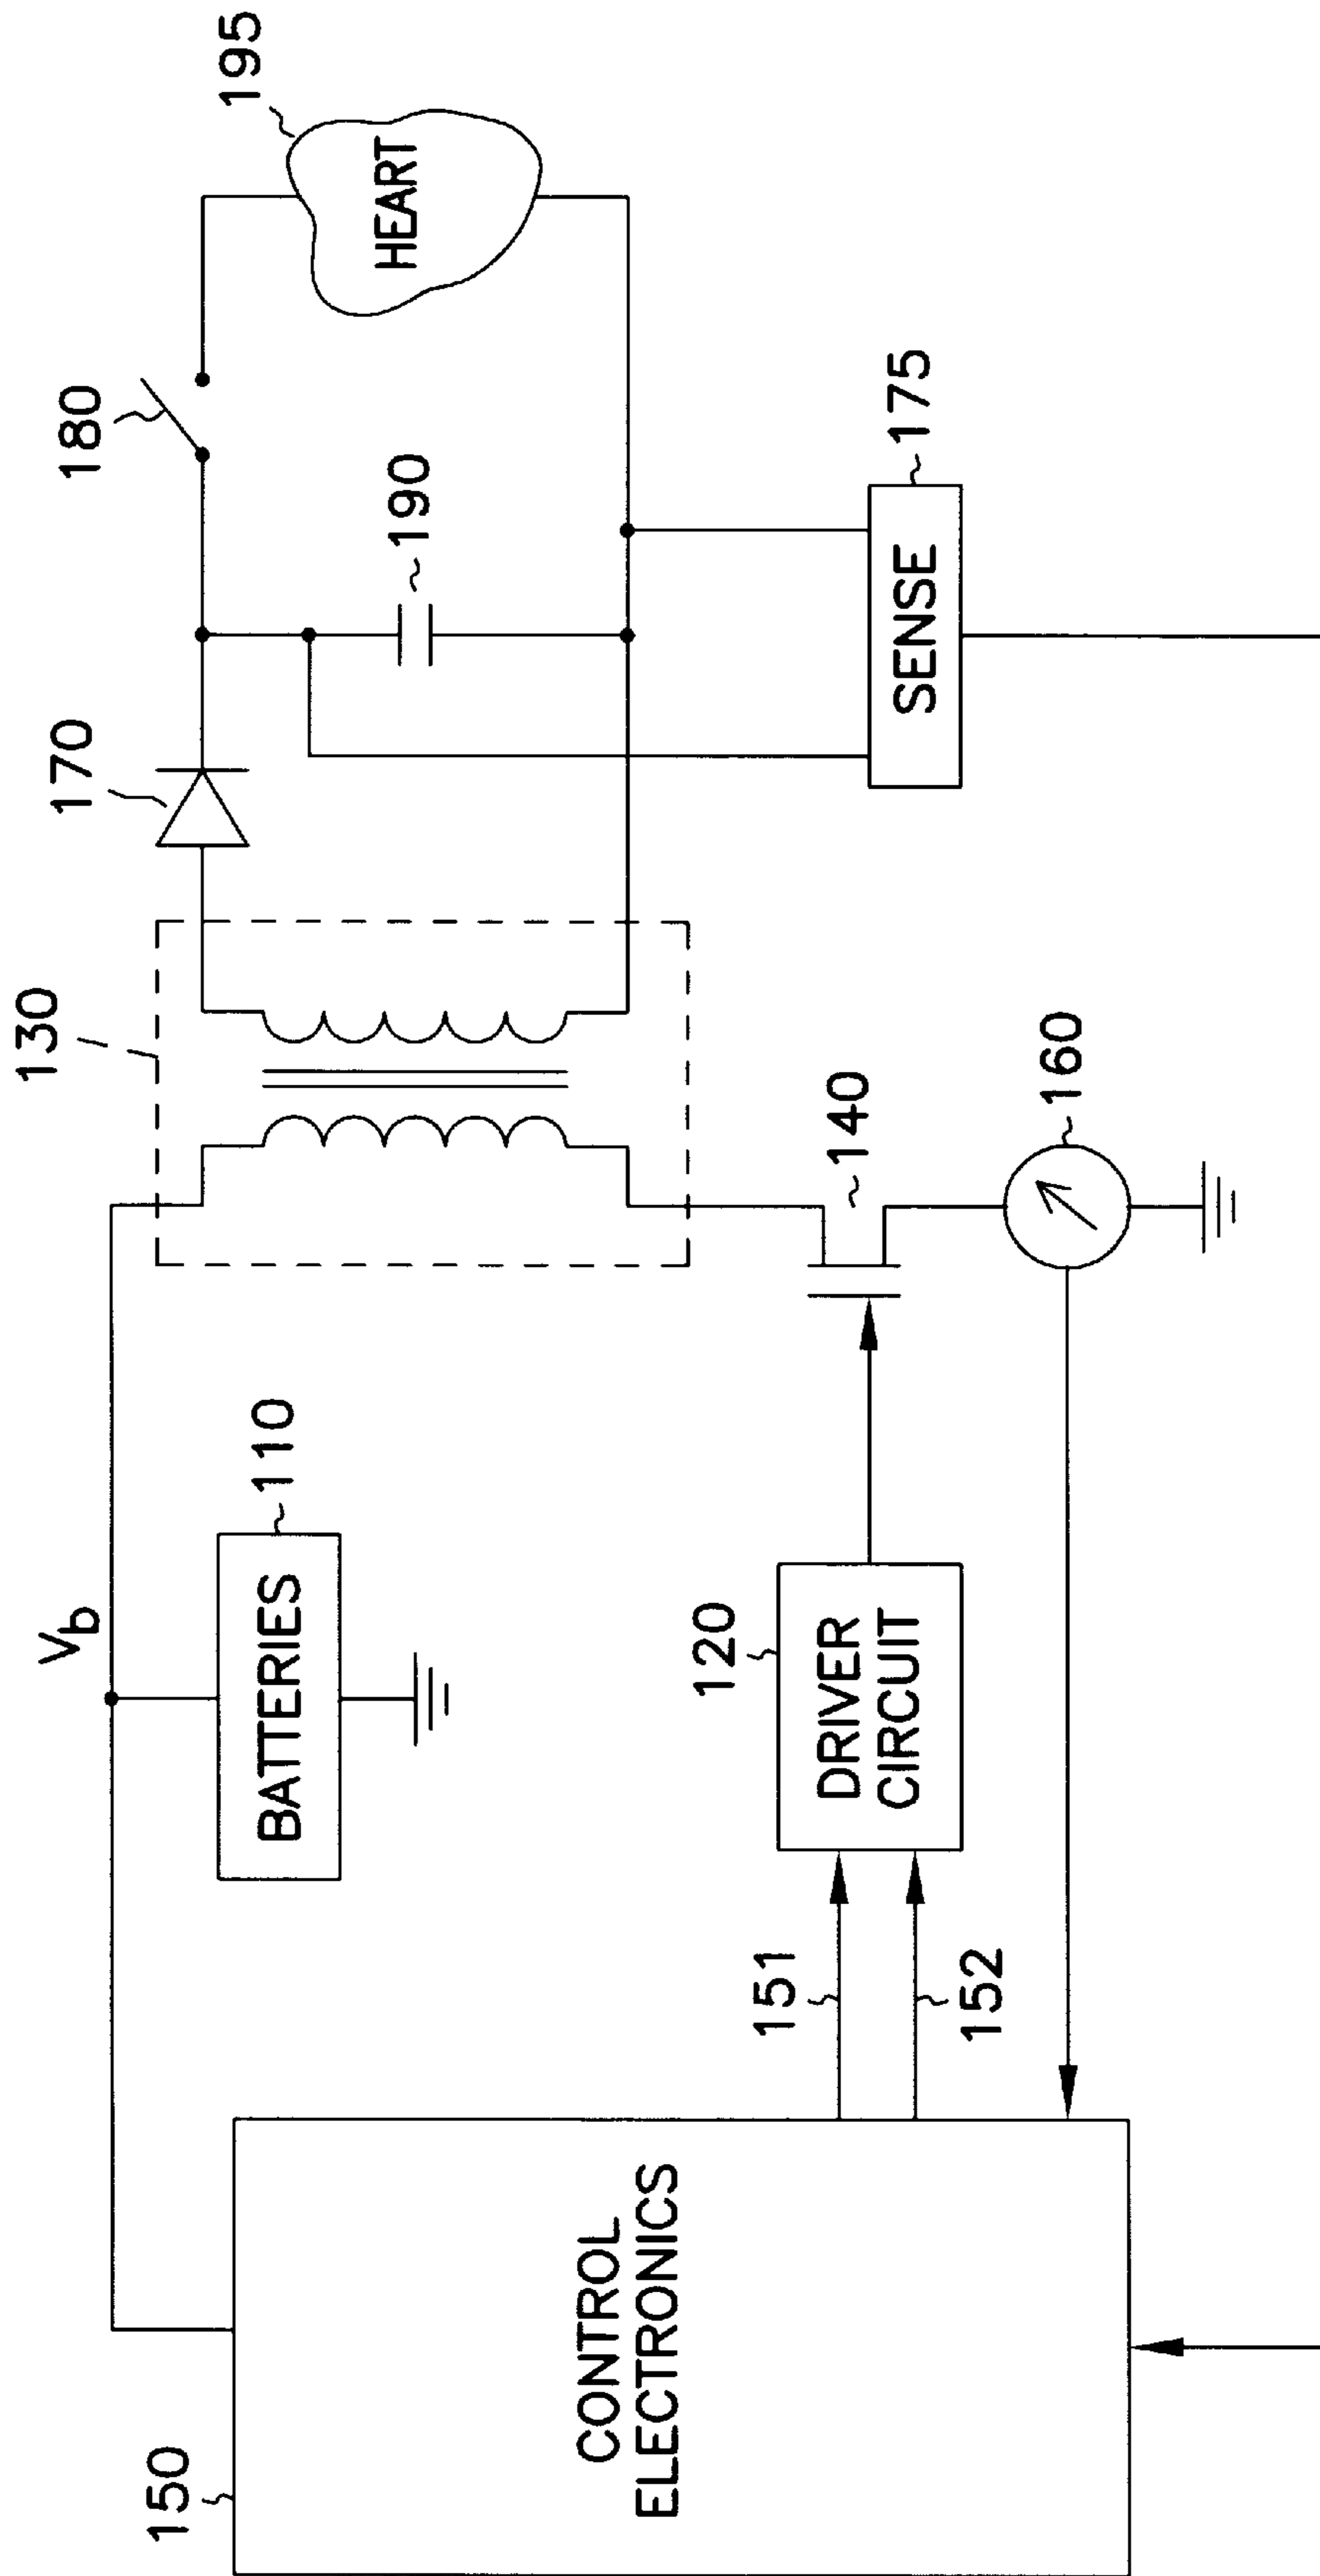 150
CONTROL
ELECTRONICS
Vb
BATTERIES
110
151
152
120
DRIVER
CIRCUIT
130
140
160
170
180
190
HEART
195
SENSE
175